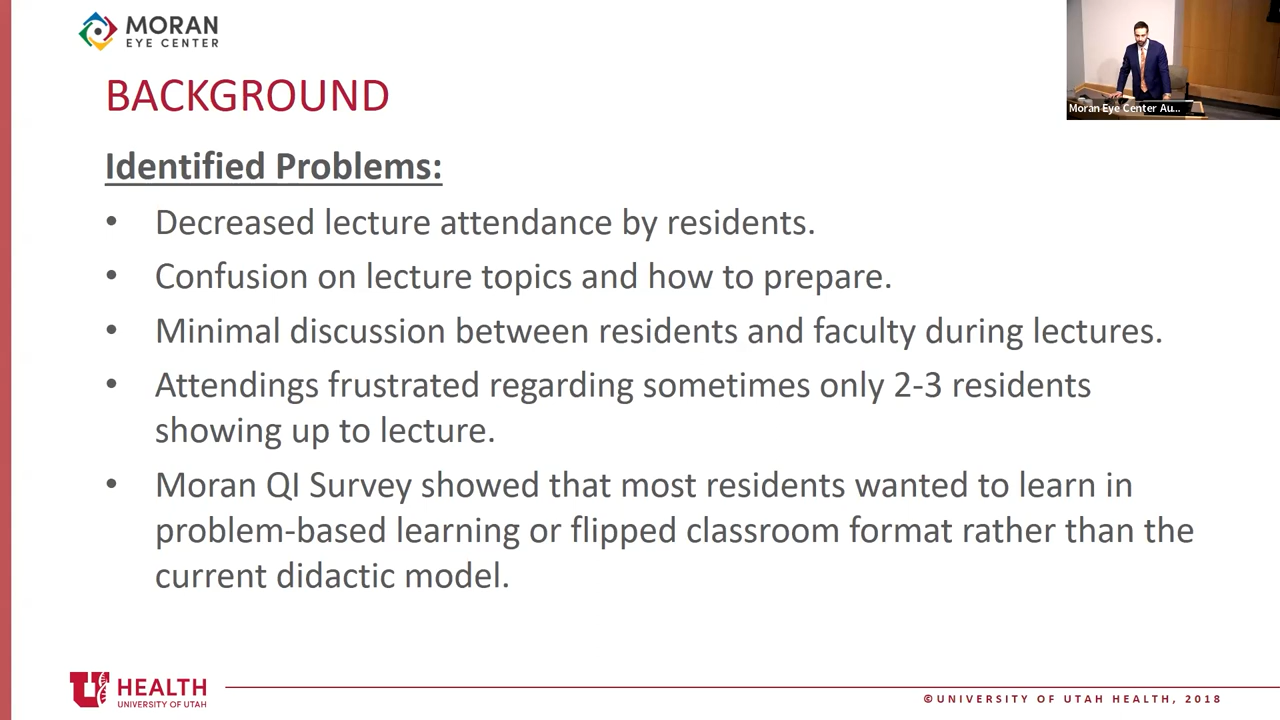 MORAN
EYE CENTER
Moran Eye Center Au...
BACKGROUND
Identified Problems:
• Decreased lecture attendance by residents.
• Confusion on lecture topics and how to prepare.
• Minimal discussion between residents and faculty during lectures.
• Attendings frustrated regarding sometimes only 2-3 residents
showing up to lecture.
• Moran QI Survey showed that most residents wanted to learn in
problem-based learning or flipped classroom format rather than the
current didactic model.
U HEALTH
UNIVERSITY OF UTAH
©UNIVERSITY OF UTAH HEALTH, 2018